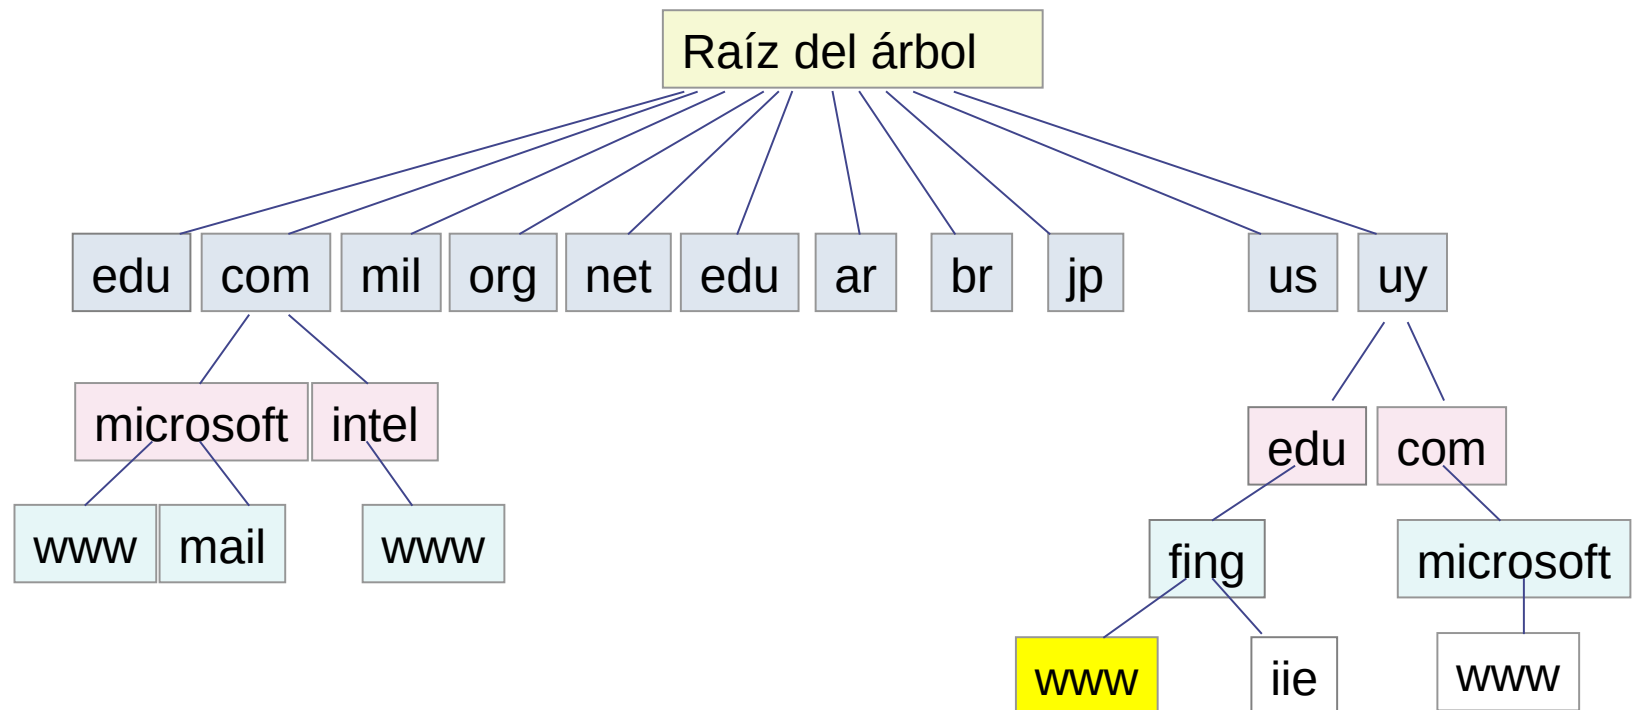 Raíz del árbol
edu com mil org net edu ar br jp us uy
microsoft intel
edu com
www mail www
fing microsoft
www iie www